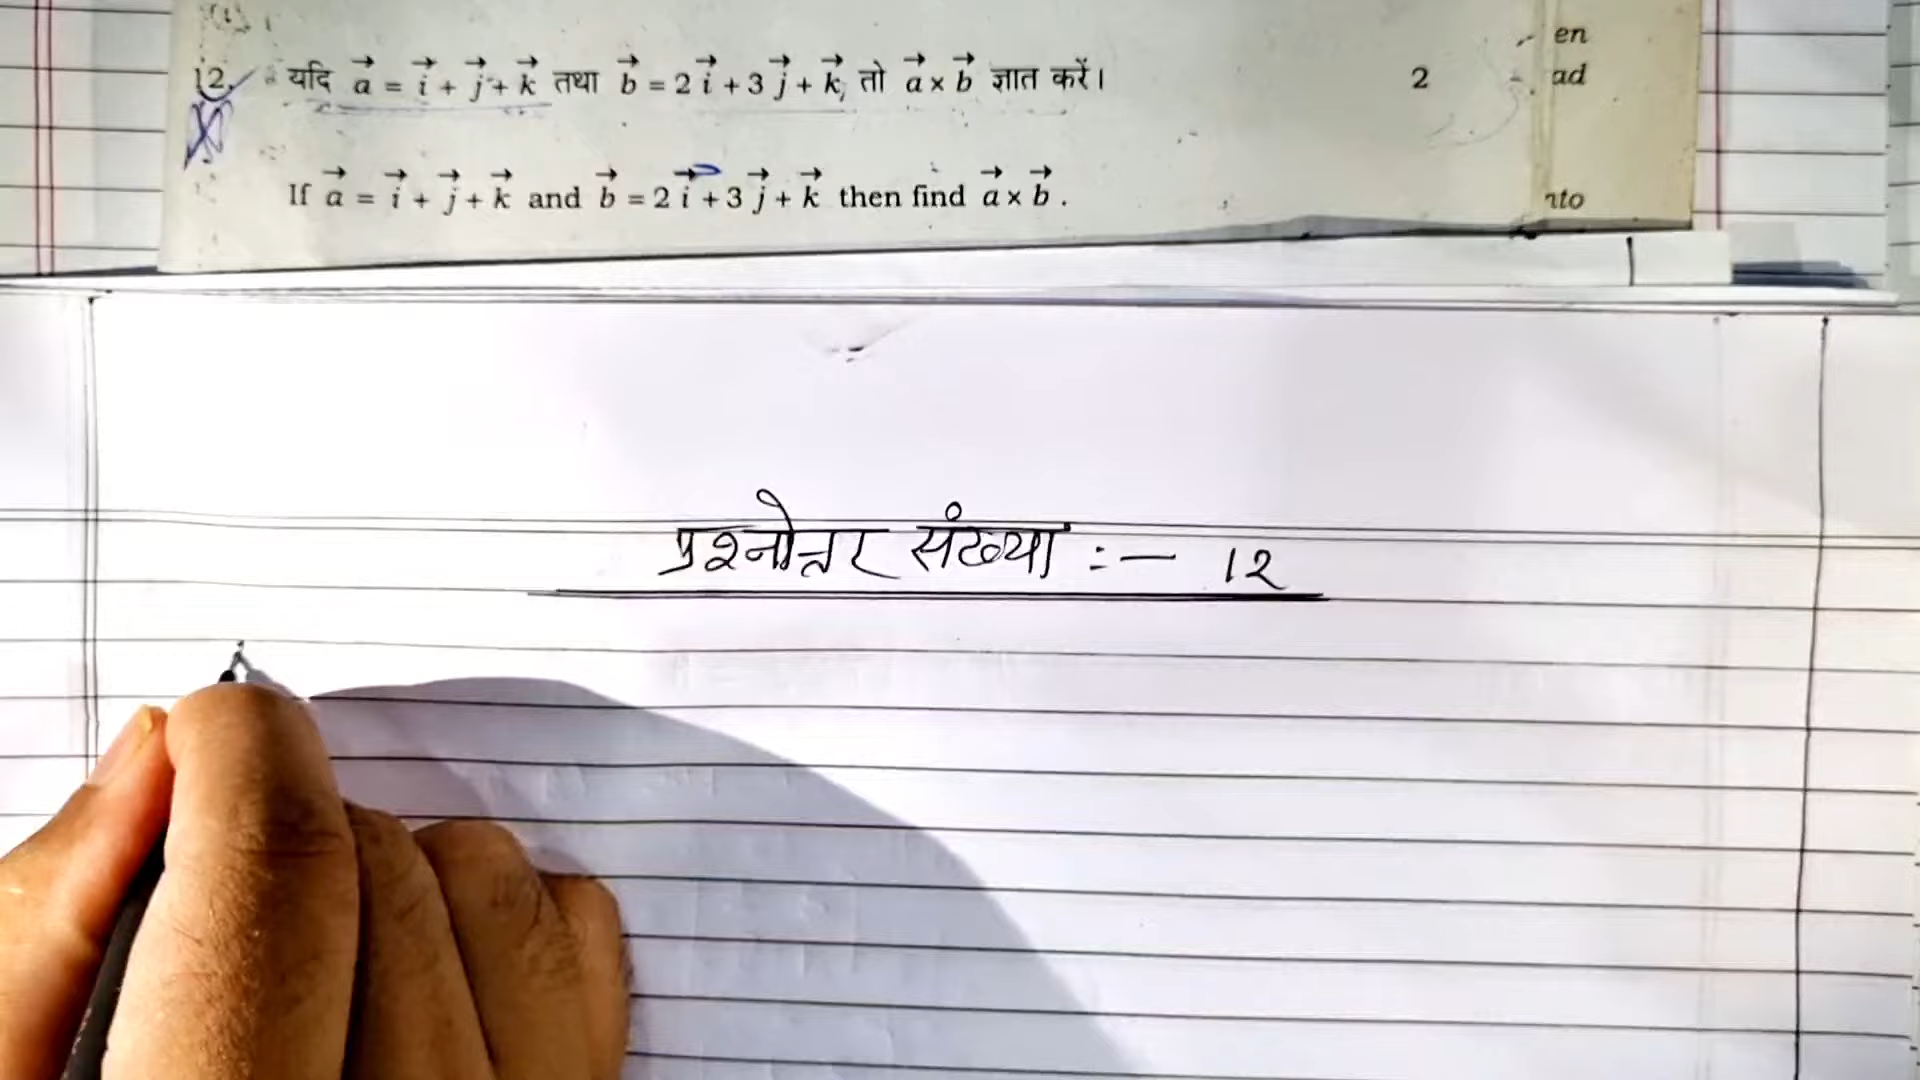 12. यदि a⃗ = i⃗ + j⃗ + k⃗ तथा b⃗ = 2i⃗ + 3j⃗ + k⃗, तो a⃗ × b⃗ ज्ञात करें। 2
If a⃗ = i⃗ + j⃗ + k⃗ and b⃗ = 2i⃗ + 3j⃗ + k⃗ then find a⃗ × b⃗ .
en
ad
nto
प्रश्नोत्तर संख्या :- 12